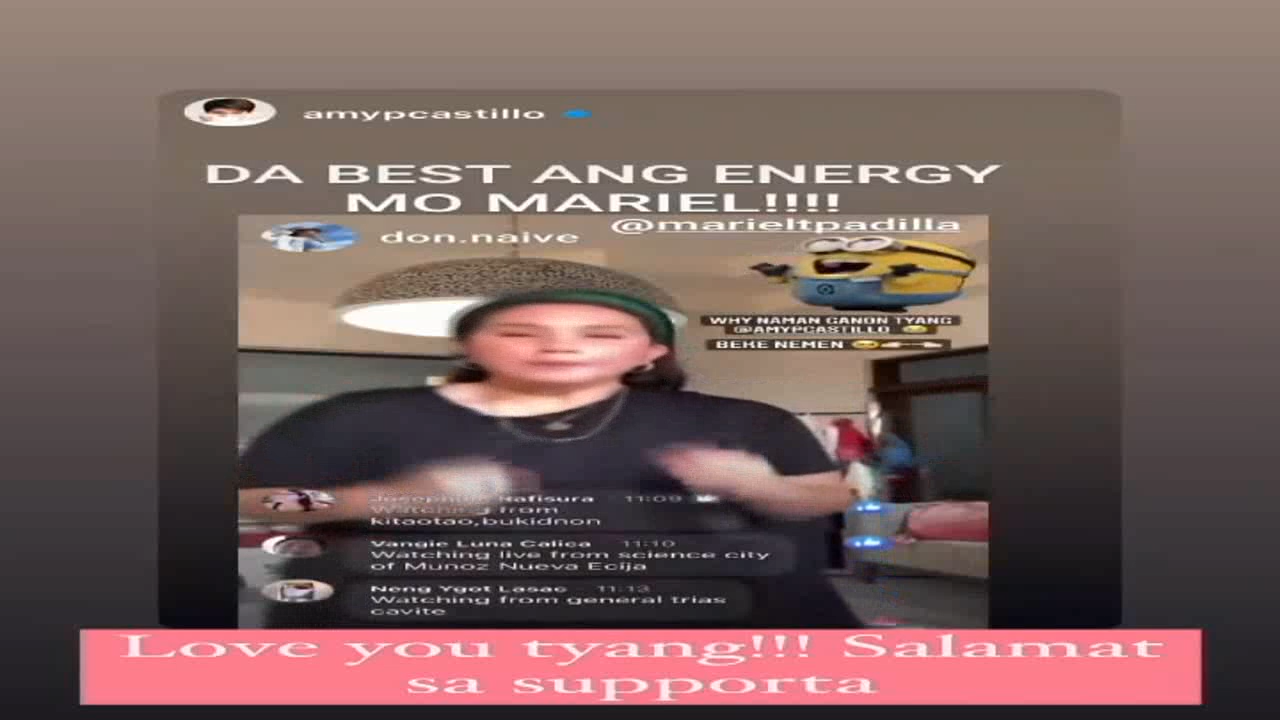 amypcastillo
DA BEST ANG ENERGY
MO MARIEL!!!!
@marieltpadilla
don.naive
WHY NAMAN GANON TYANG
@AMYPCASTILLO
BEKE NEMEN
Josephine Nafisura 11:09
Watching from
kitaotao,bukidnon
Vangie Luna Calica 11:10
Watching live from science city
of Munoz Nueva Ecija
Neng Ygot Lasac 11:13
Watching from general trias
cavite
Love you tyang!!! Salamat
sa supporta